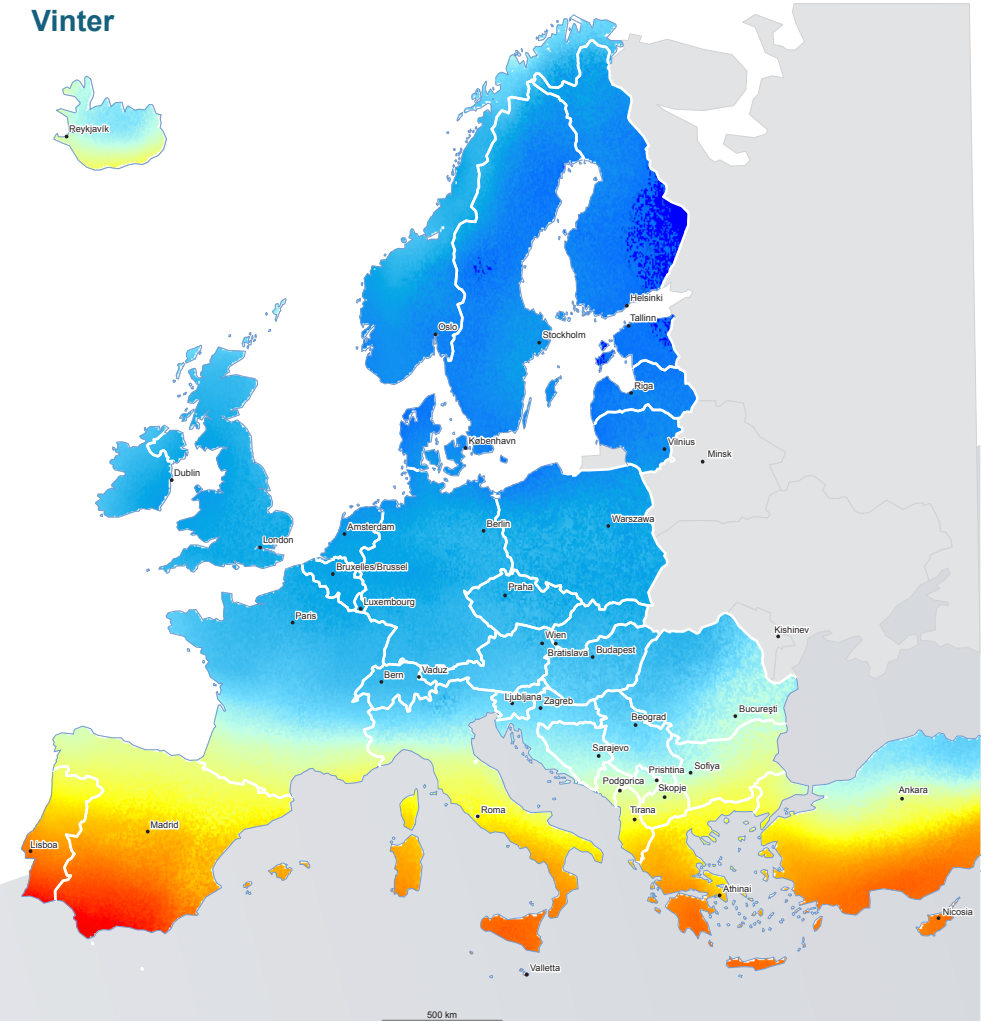 Vinter
Reykjavík
Helsinki
Tallinn
Oslo
Stockholm
Riga
København
Vilnius
Minsk
Dublin
Amsterdam
Berlin
Warszawa
London
Bruxelles/Brussel
Praha
Luxembourg
Paris
Kishinev
Wien
Bratislava
Budapest
Vaduz
Bern
Ljubljana
Zagreb
Bucureşti
Beograd
Sarajevo
Prishtina
Sofiya
Podgorica
Skopje
Ankara
Tirana
Roma
Madrid
Lisboa
Athinai
Nicosia
Valletta
500 km